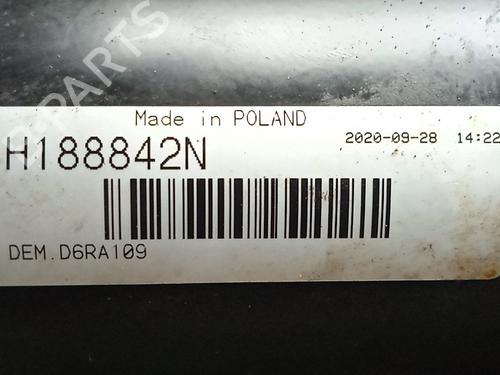 Made in POLAND
2020-09-28 14:22
H188842N
DEM.D6RA109